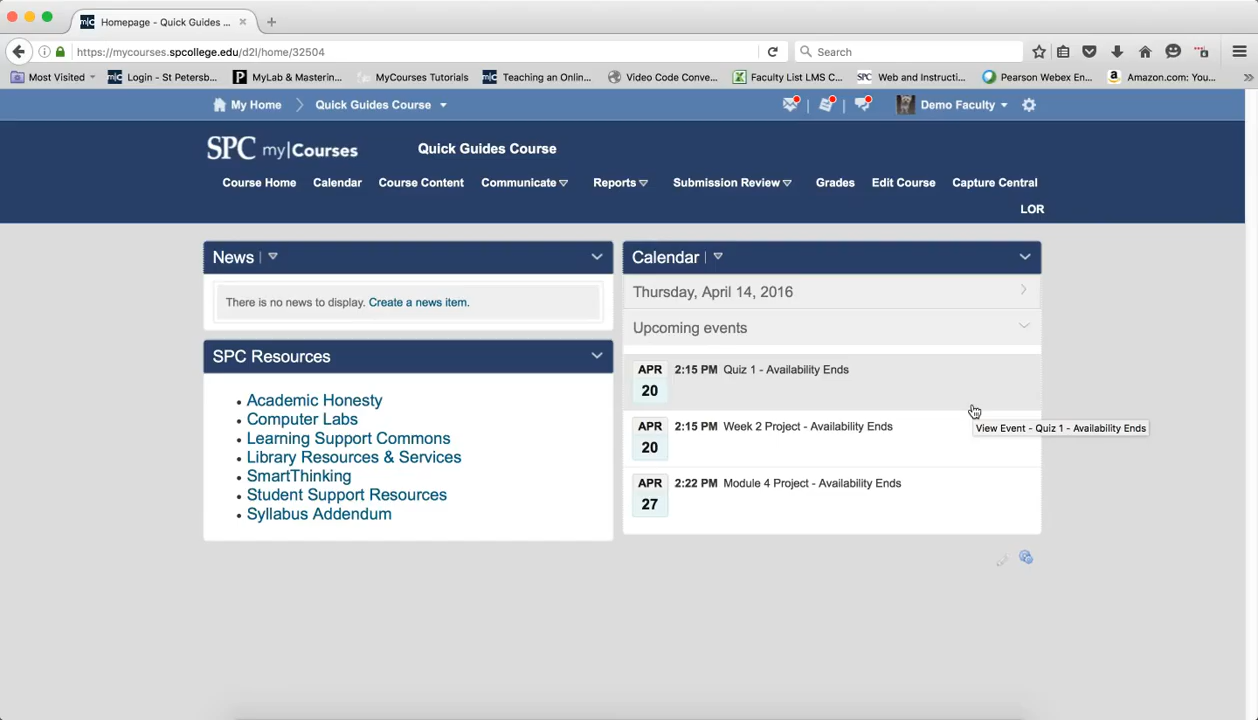 Homepage - Quick Guides ...
https://mycourses.spcollege.edu/d2l/home/32504
Search
Most Visited
Login - St Petersb...
MyLab & Masterin...
MyCourses Tutorials
Teaching an Onlin...
Video Code Conve...
Faculty List LMS C...
Web and Instructi...
Pearson Webex En...
Amazon.com: You...
My Home
Quick Guides Course
Demo Faculty
SPC my|Courses
Quick Guides Course
Course Home
Calendar
Course Content
Communicate
Reports
Submission Review
Grades
Edit Course
Capture Central
LOR
News
There is no news to display. Create a news item.
SPC Resources
• Academic Honesty
• Computer Labs
• Learning Support Commons
• Library Resources & Services
• SmartThinking
• Student Support Resources
• Syllabus Addendum
Calendar
Thursday, April 14, 2016
Upcoming events
APR
20
2:15 PM Quiz 1 - Availability Ends
View Event - Quiz 1 - Availability Ends
APR
20
2:15 PM Week 2 Project - Availability Ends
APR
27
2:22 PM Module 4 Project - Availability Ends